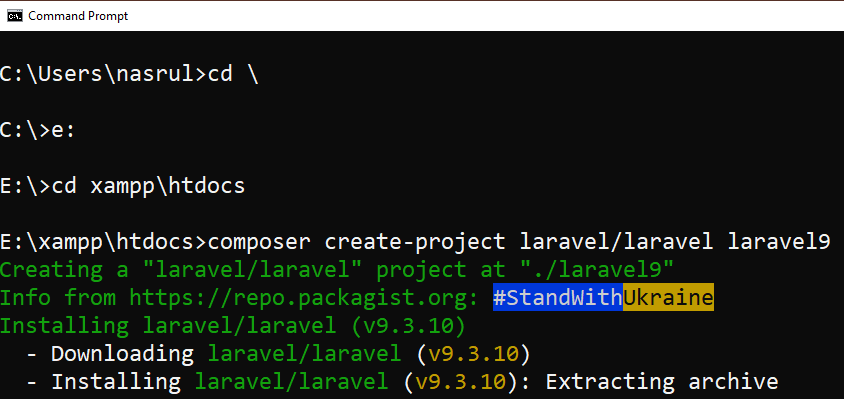 Command Prompt
C:\Users\nasrul>cd \
C:\>e:
E:\>cd xampp\htdocs
E:\xampp\htdocs>composer create-project laravel/laravel laravel9
Creating a "laravel/laravel" project at "./laravel9"
Info from https://repo.packagist.org: #StandWithUkraine
Installing laravel/laravel (v9.3.10)
  - Downloading laravel/laravel (v9.3.10)
  - Installing laravel/laravel (v9.3.10): Extracting archive